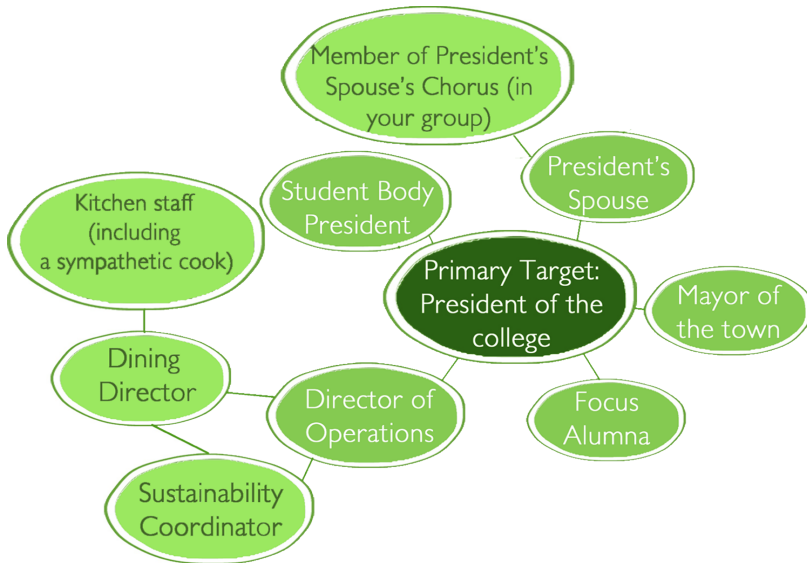 Member of President's
Spouse's Chorus (in
your group)
President's
Spouse
Student Body
President
Kitchen staff
(including
a sympathetic cook)
Primary Target:
President of the
college
Mayor of
the town
Dining
Director
Director of
Operations
Focus
Alumna
Sustainability
Coordinator